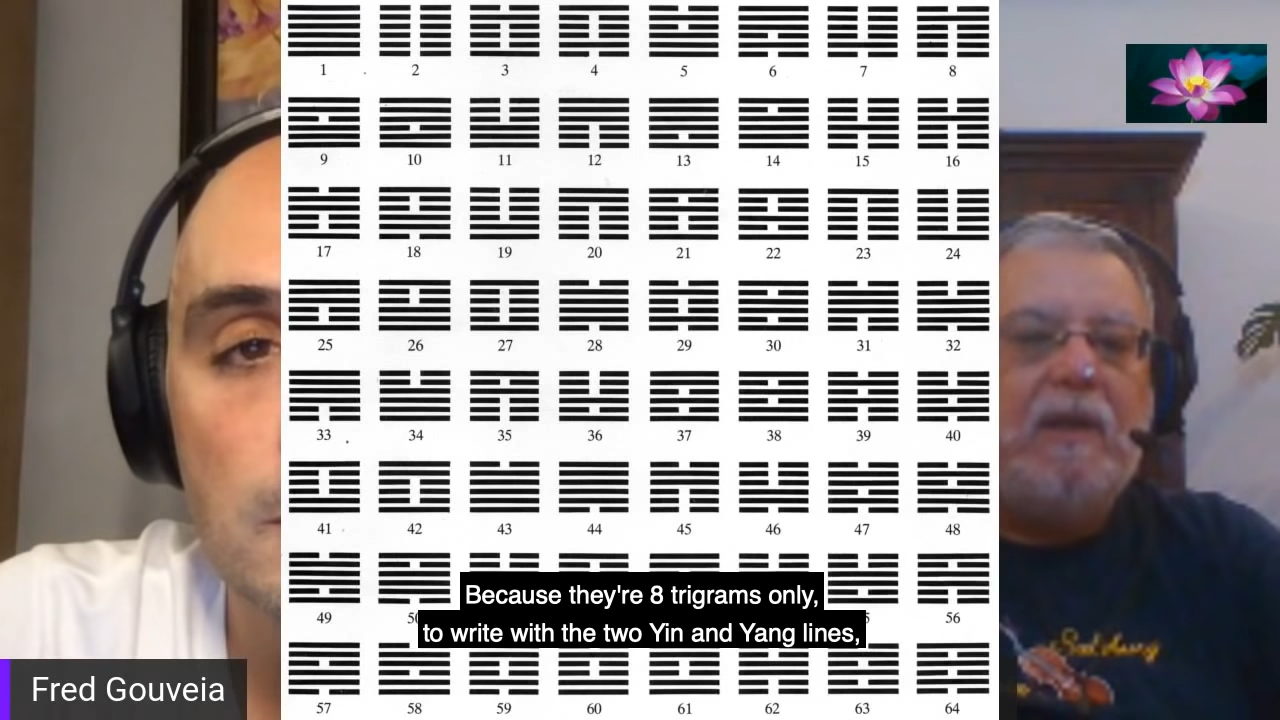 1 2 3 4 5 6 7 8
9 10 11 12 13 14 15 16
17 18 19 20 21 22 23 24
25 26 27 28 29 30 31 32
33 34 35 36 37 38 39 40
41 42 43 44 45 46 47 48
49 56
Because they're 8 trigrams only,
to write with the two Yin and Yang lines,
57 58 59 60 61 62 63 64
Fred Gouveia